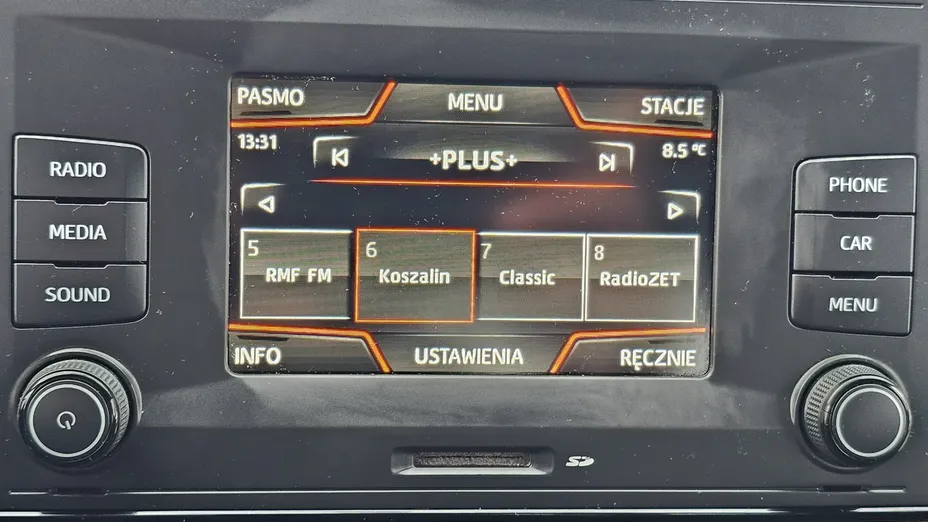 PASMO MENU STACJE
13:31 +PLUS+ 8.5 °C
5 6 7 8
RMF FM Koszalin Classic RadioZET
INFO USTAWIENIA RĘCZNIE
RADIO
MEDIA
SOUND
PHONE
CAR
MENU
SD